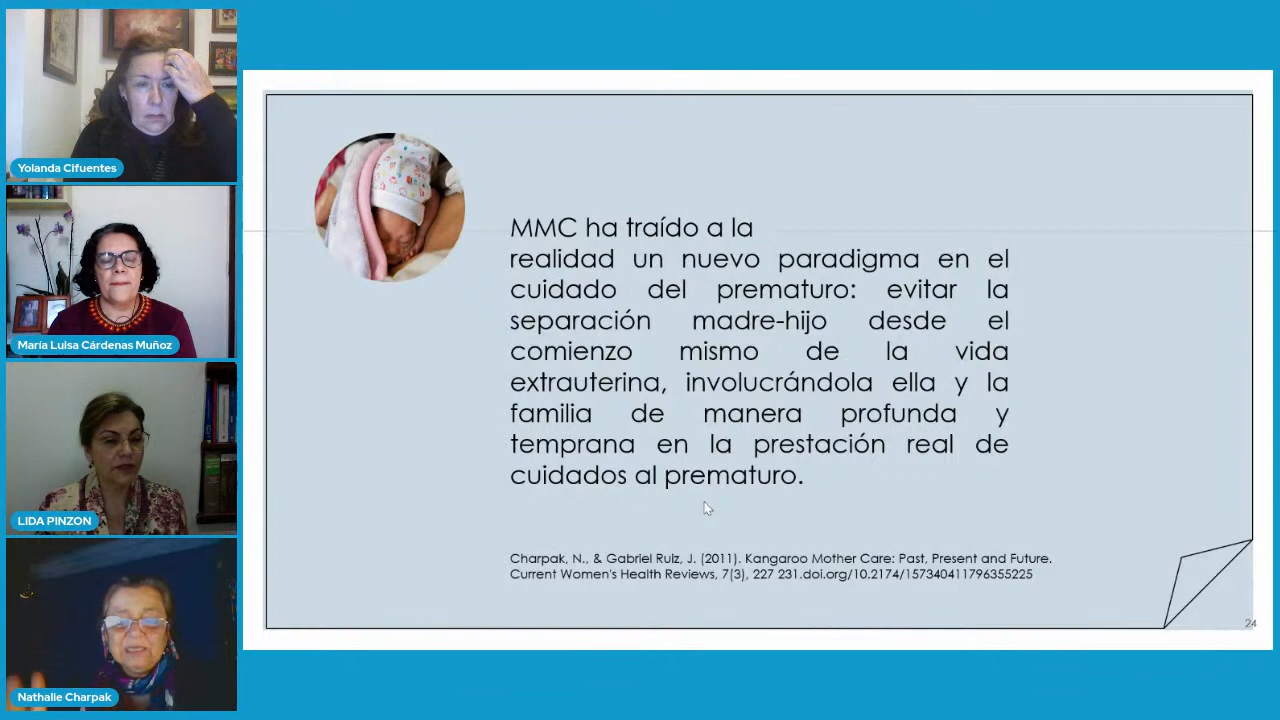 Yolanda Cifuentes
María Luisa Cárdenas Muñoz
LIDA PINZON
Nathalie Charpak
MMC ha traído a la
realidad un nuevo paradigma en el
cuidado del prematuro: evitar la
separación madre-hijo desde el
comienzo mismo de la vida
extrauterina, involucrándola ella y la
familia de manera profunda y
temprana en la prestación real de
cuidados al prematuro.
Charpak, N., & Gabriel Ruiz, J. (2011). Kangaroo Mother Care: Past, Present and Future.
Current Women's Health Reviews, 7(3), 227 231.doi.org/10.2174/157340411796355225
24